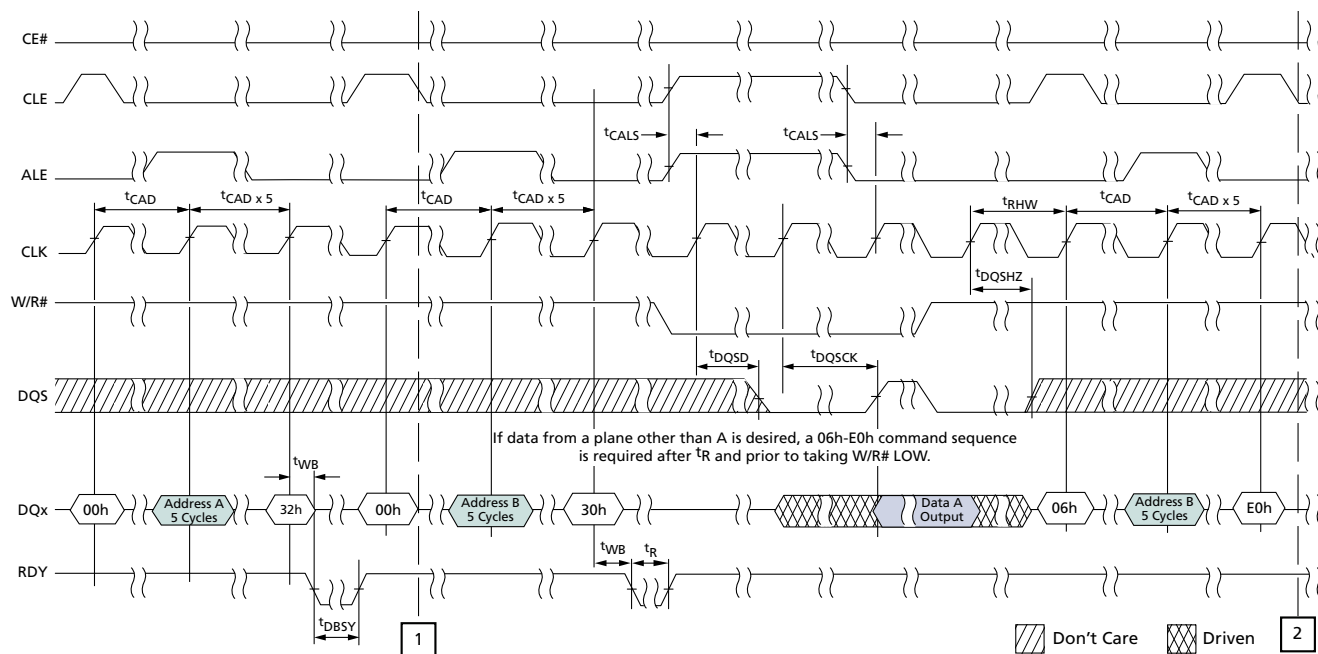 CE#
CLE
tCALS
tCALS
ALE
tCAD
tCAD x 5
tCAD
tCAD x 5
tRHW
tCAD
tCAD x 5
CLK
tDQSHZ
W/R#
tDQSD
tDQSCK
DQS
If data from a plane other than A is desired, a 06h-E0h command sequence
is required after tR and prior to taking W/R# LOW.
tWB
DQx
00h
Address A
5 Cycles
32h
00h
Address B
5 Cycles
30h
Data A
Output
06h
Address B
5 Cycles
E0h
tWB
tR
RDY
tDBSY
1
Don't Care
Driven
2